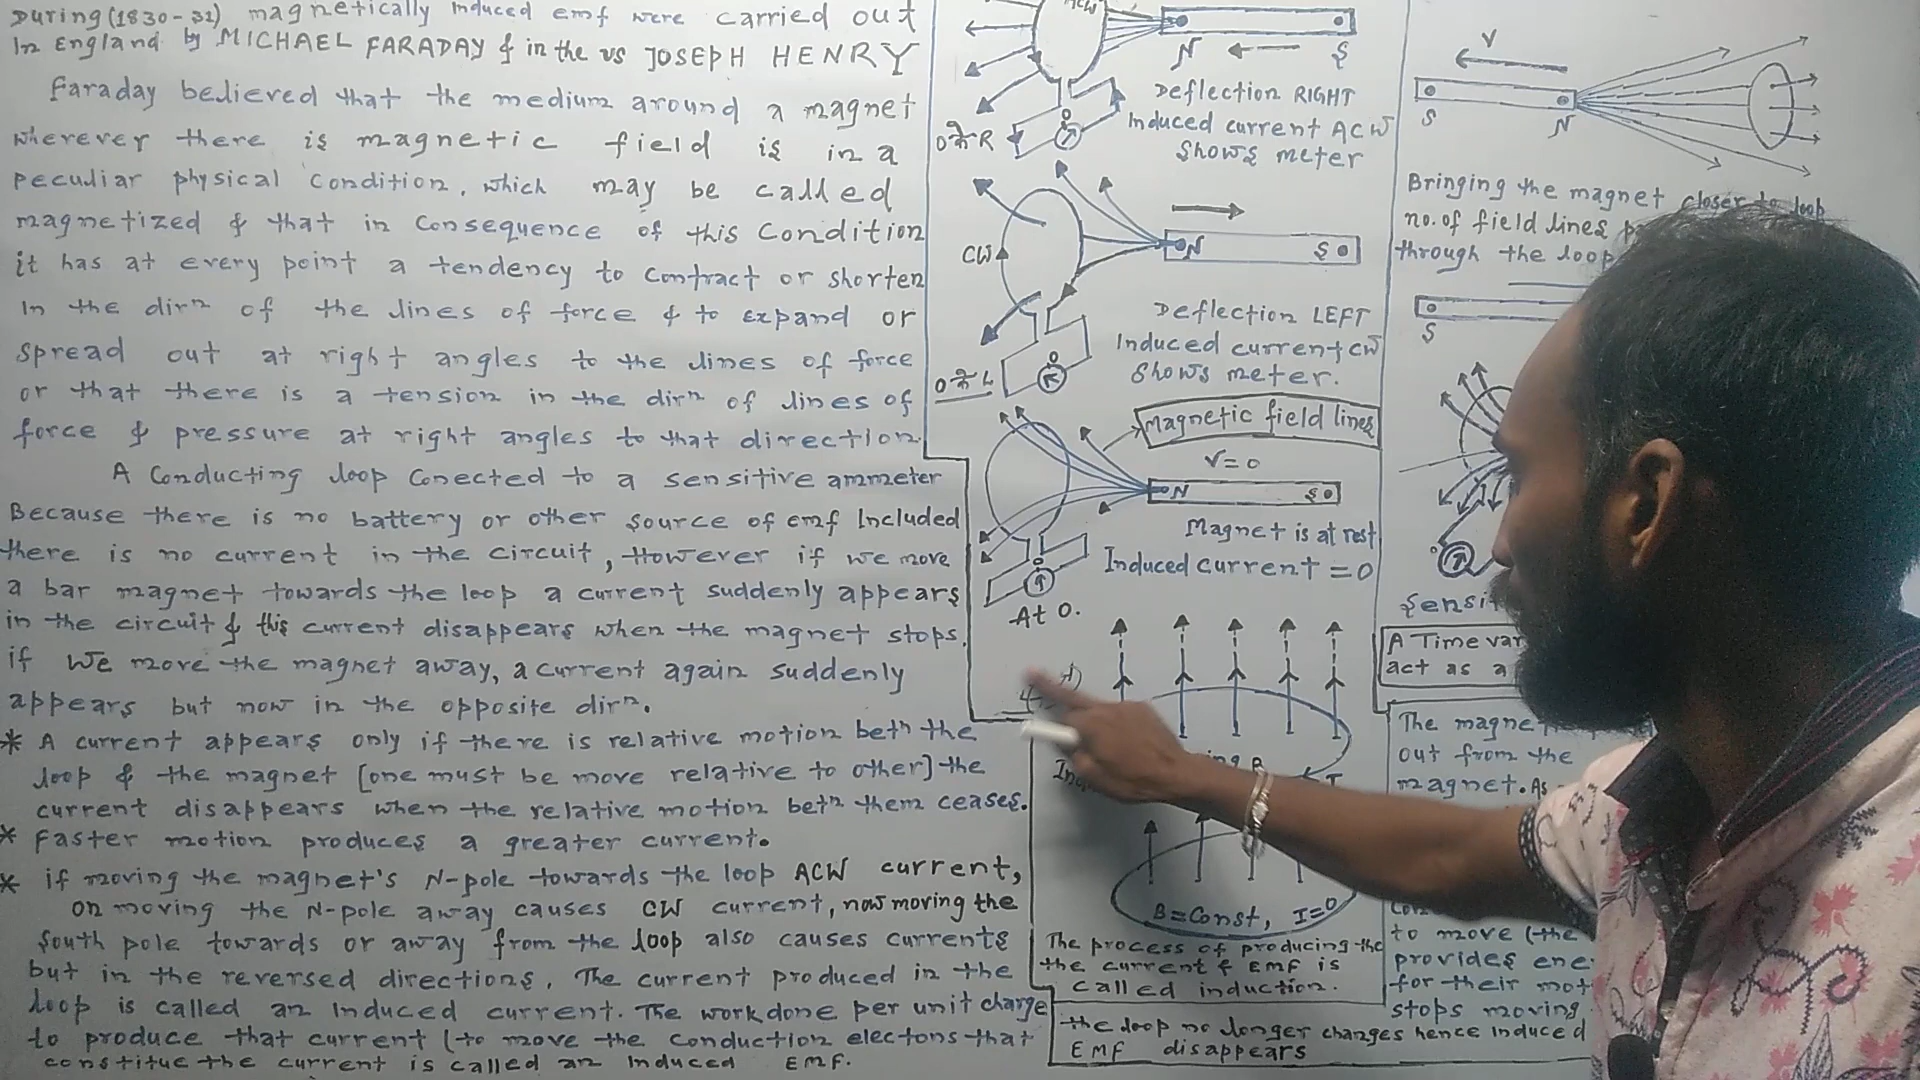 During (1830-31) magnetically induced emf were carried out
In England by MICHAEL FARADAY & in the us JOSEPH HENRY
Faraday believed that the medium around a magnet
wherever there is magnetic field is in a
peculiar physical condition, which may be called
magnetized & that in consequence of this condition
it has at every point a tendency to contract or shorten
In the dirⁿ of the lines of force & to expand or
spread out at right angles to the lines of force
or that there is a tension in the dirⁿ of lines of
force & pressure at right angles to that direction.
A Conducting loop conected to a sensitive ammeter
Because there is no battery or other source of emf Included
there is no current in the circuit, However if we move
a bar magnet towards the loop a current suddenly appears
in the circuit & this current disappears when the magnet stops.
if we move the magnet away, a current again suddenly
appears but now in the opposite dirⁿ.
* A current appears only if there is relative motion betⁿ the
loop & the magnet [one must be move relative to other] the
current disappears when the relative motion betⁿ them ceases.
* Faster motion produces a greater current.
* if moving the magnet's N-pole towards the loop ACW current,
on moving the N-pole away causes CW current, now moving the
South pole towards or away from the loop also causes currents
but in the reversed directions. The current produced in the
loop is called an Induced current. The workdone per unit charge
to produce that current (to move the conduction electons that
constitue the current is called an Induced EMF.
ACW
N
S
Deflection RIGHT
Induced current ACW
Shows meter
0 से R
0
CW
N
S
Deflection LEFT
Induced current CW
Shows meter.
0 से L
0
Magnetic field lines
V=0
N
S
Magnet is at rest
Induced current = 0
0
At 0.
I
B=Const, I=0
The process of producing the
the current & EMF is
called induction.
V
S
N
Bringing the magnet closer to loop
no. of field lines
through the loop
S
A Time
act as a
The
out from the
magnet. As
to move (the
provides
for their
stops moving
the loop no longer changes hence induced
EMF disappears